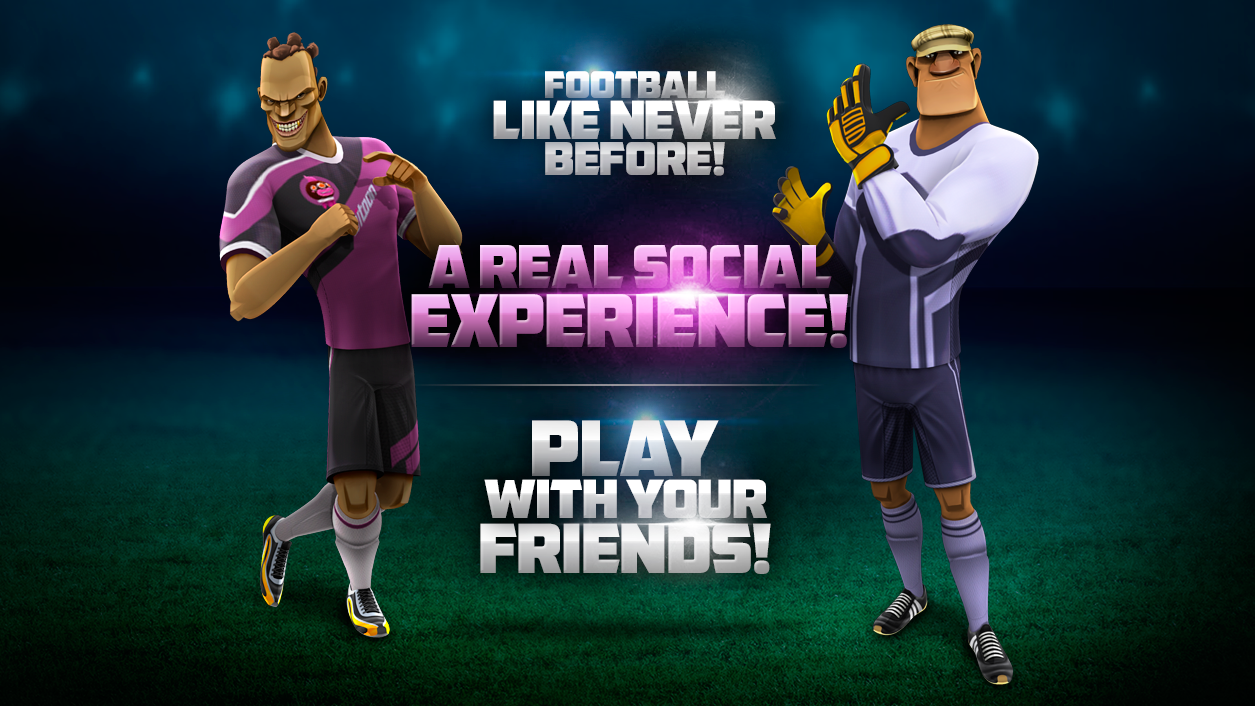 FOOTBALL
LIKE NEVER
BEFORE!
A REAL SOCIAL
EXPERIENCE!
PLAY
WITH YOUR
FRIENDS!